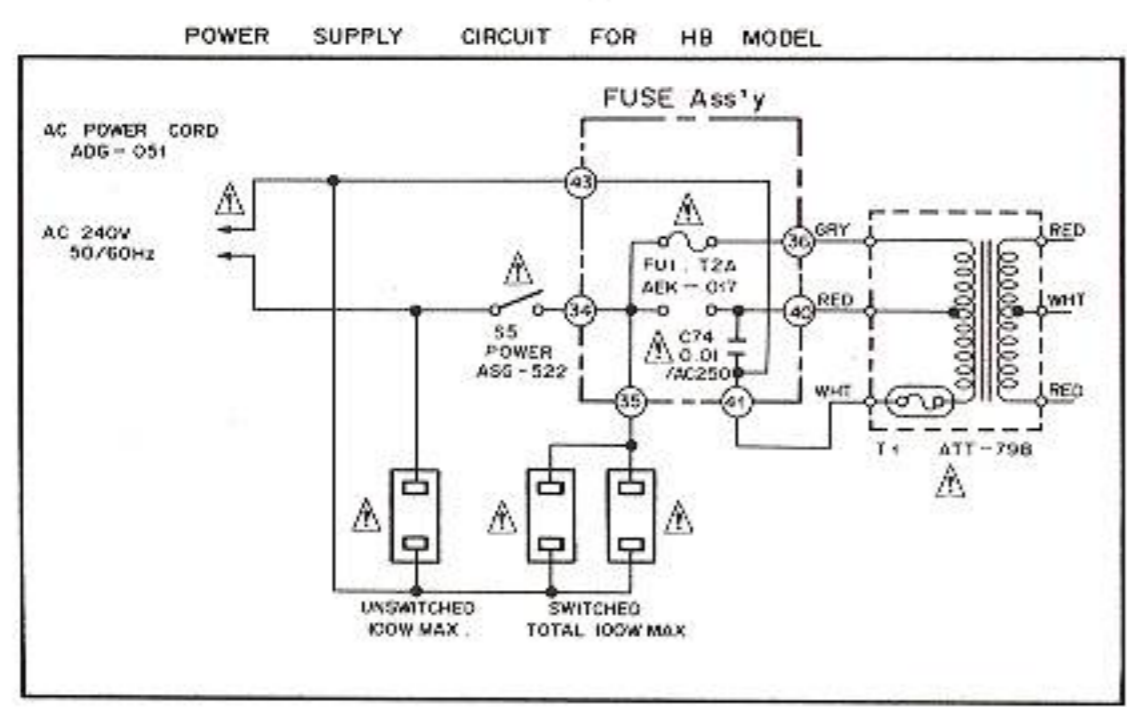 POWER SUPPLY CIRCUIT FOR HB MODEL
FUSE Ass'y
AC POWER CORD
ADG-051
AC 240V
50/60Hz
43
36
GRY
RED
FU1. T2A
AEK-017
34
40
RED
WHT
S5
POWER
ASG-522
C74
0.01
/AC250
35
41
WHT
RED
T1 ATT-798
UNSWITCHED
100W MAX.
SWITCHED
TOTAL 100W MAX